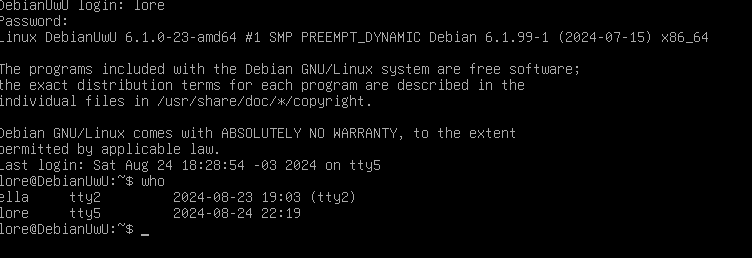 DebianUwU login: lore
Password:
Linux DebianUwU 6.1.0-23-amd64 #1 SMP PREEMPT_DYNAMIC Debian 6.1.99-1 (2024-07-15) x86_64
The programs included with the Debian GNU/Linux system are free software;
the exact distribution terms for each program are described in the
individual files in /usr/share/doc/*/copyright.
Debian GNU/Linux comes with ABSOLUTELY NO WARRANTY, to the extent
permitted by applicable law.
Last login: Sat Aug 24 18:28:54 -03 2024 on tty5
lore@DebianUwU:~$ who
ella     tty2         2024-08-23 19:03 (tty2)
lore     tty5         2024-08-24 22:19
lore@DebianUwU:~$ _